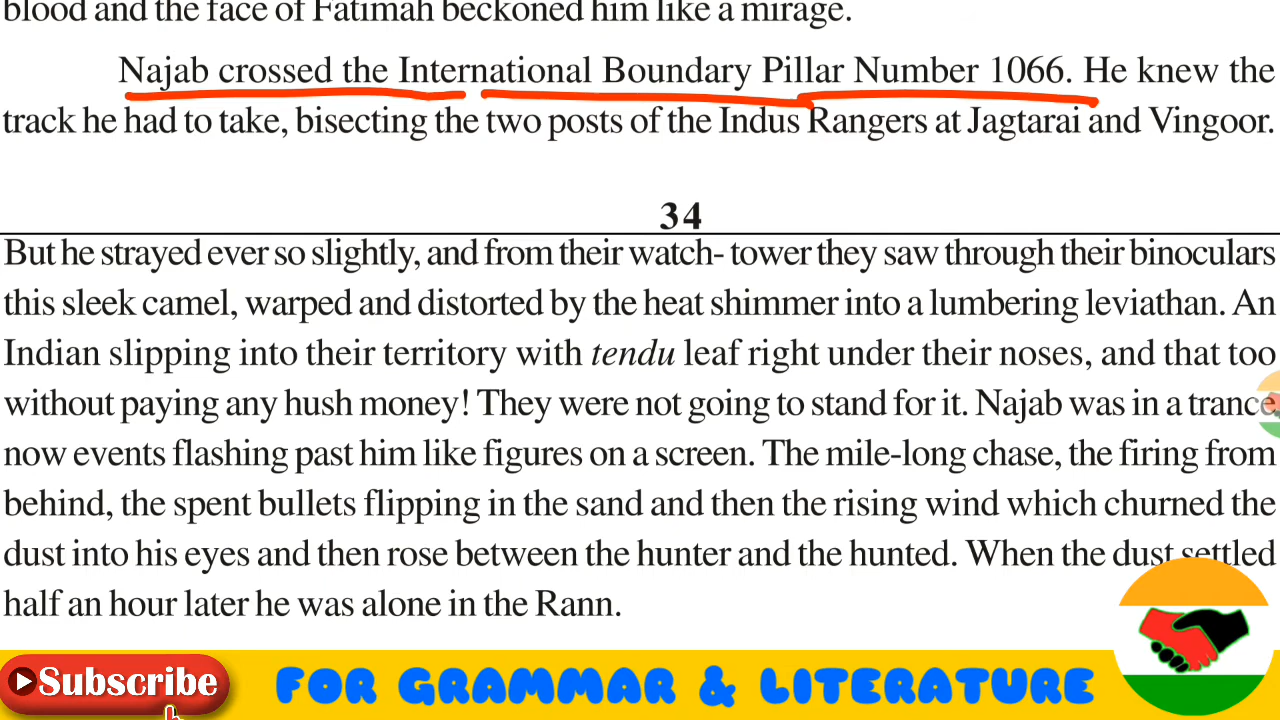 blood and the face of Fatimah beckoned him like a mirage.
Najab crossed the International Boundary Pillar Number 1066. He knew the
track he had to take, bisecting the two posts of the Indus Rangers at Jagtarai and Vingoor.
34
But he strayed ever so slightly, and from their watch- tower they saw through their binoculars
this sleek camel, warped and distorted by the heat shimmer into a lumbering leviathan. An
Indian slipping into their territory with tendu leaf right under their noses, and that too
without paying any hush money! They were not going to stand for it. Najab was in a trance
now events flashing past him like figures on a screen. The mile-long chase, the firing from
behind, the spent bullets flipping in the sand and then the rising wind which churned the
dust into his eyes and then rose between the hunter and the hunted. When the dust settled
half an hour later he was alone in the Rann.
Subscribe
FOR GRAMMAR & LITERATURE